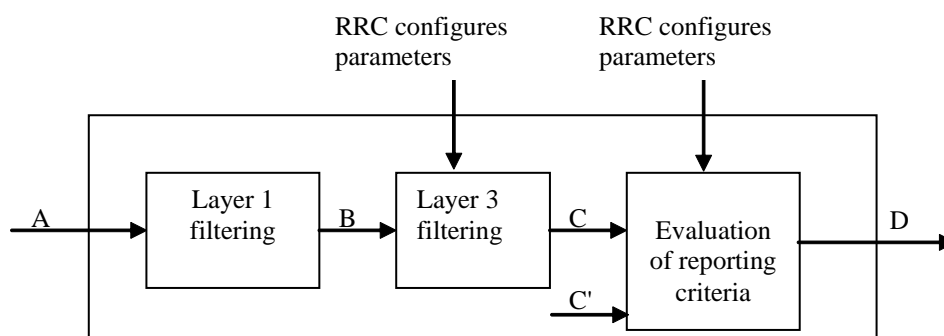 RRC configures
parameters
RRC configures
parameters
Layer 1
filtering
Layer 3
filtering
Evaluation
of reporting
criteria
A
B
C
C'
D